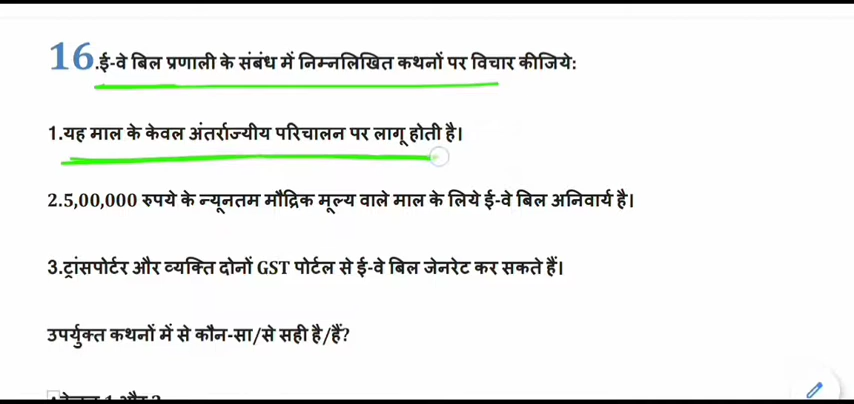 16.ई-वे बिल प्रणाली के संबंध में निम्नलिखित कथनों पर विचार कीजिये:
1.यह माल के केवल अंतर्राज्यीय परिचालन पर लागू होती है।
2.5,00,000 रुपये के न्यूनतम मौद्रिक मूल्य वाले माल के लिये ई-वे बिल अनिवार्य है।
3.ट्रांसपोर्टर और व्यक्ति दोनों GST पोर्टल से ई-वे बिल जेनरेट कर सकते हैं।
उपर्युक्त कथनों में से कौन-सा/से सही है/हैं?